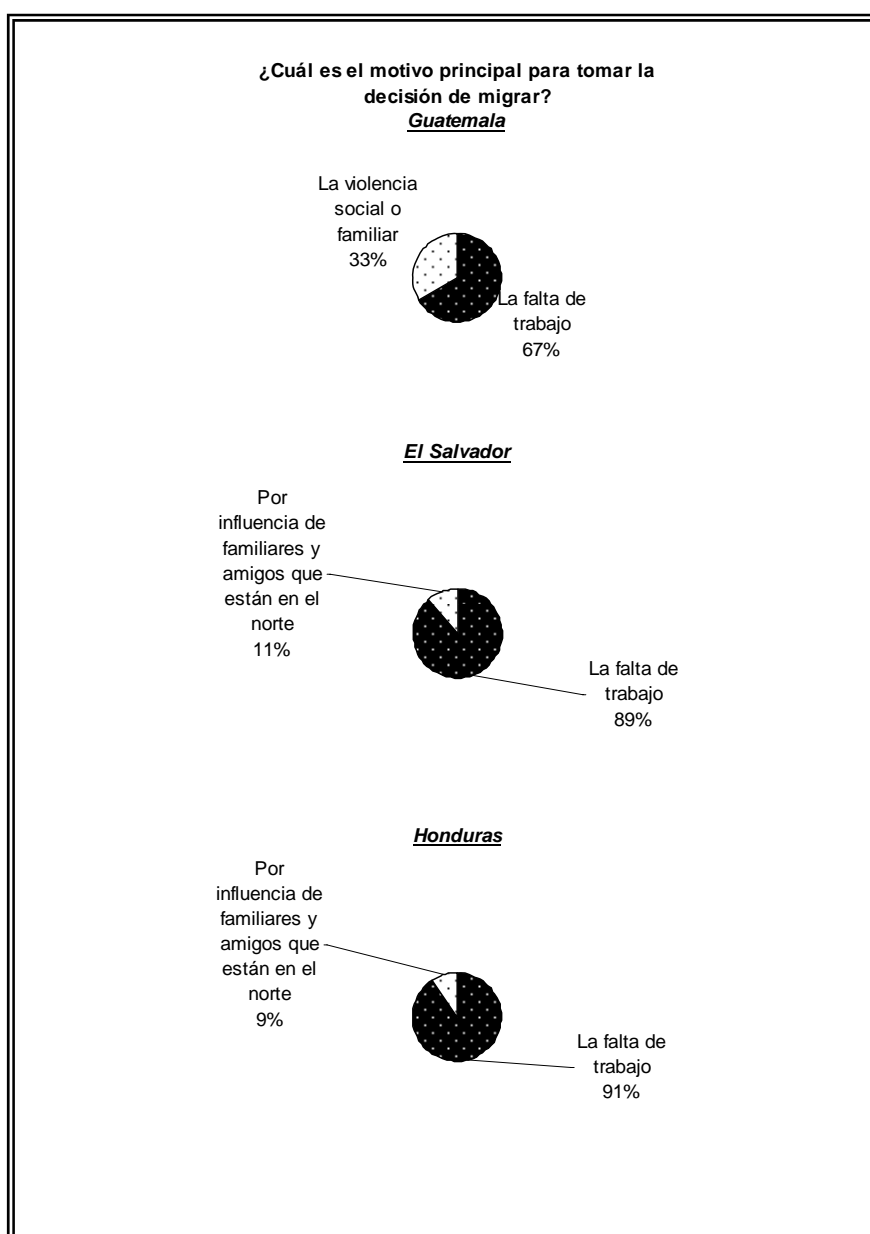 ¿Cuál es el motivo principal para tomar la
decisión de migrar?
Guatemala
La violencia
social o
familiar
33%
La falta de
trabajo
67%
El Salvador
Por
influencia de
familiares y
amigos que
están en el
norte
11%
La falta de
trabajo
89%
Honduras
Por
influencia de
familiares y
amigos que
están en el
norte
9%
La falta de
trabajo
91%